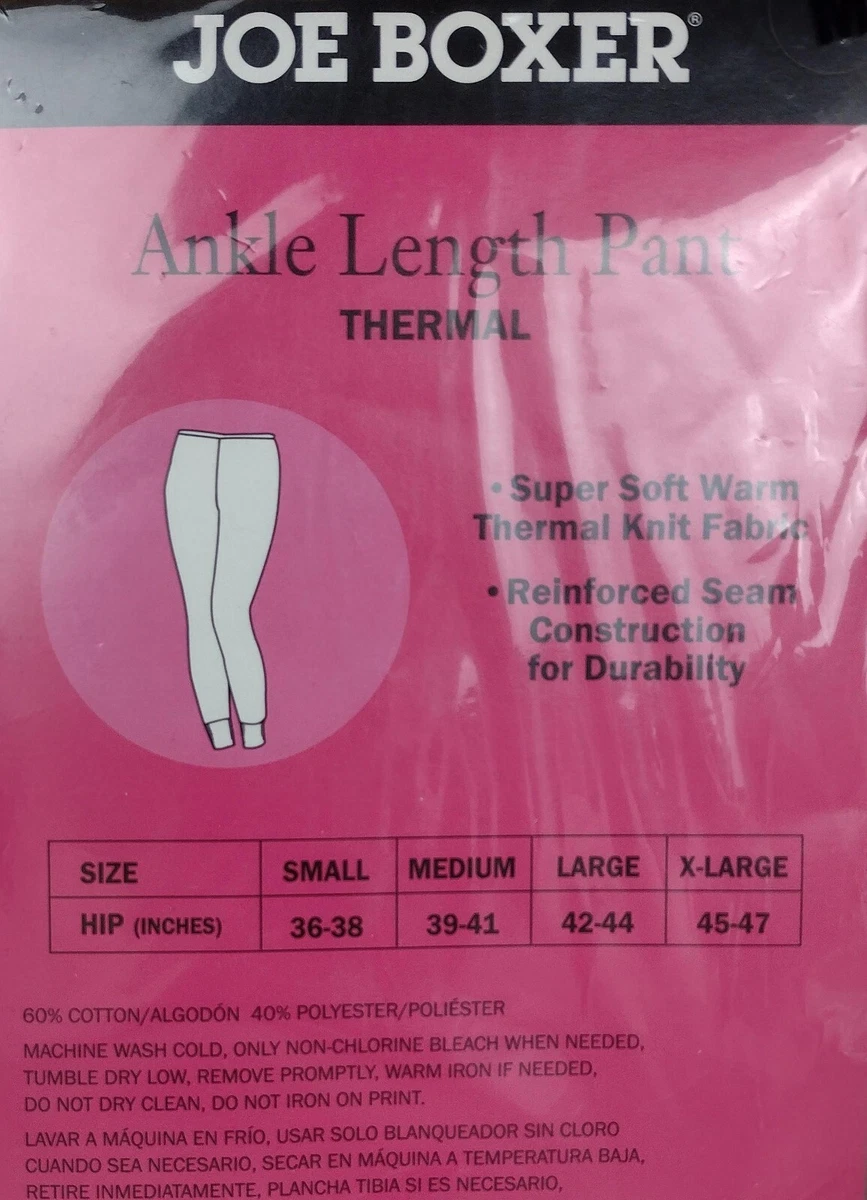 JOE BOXER®
Ankle Length Pant
THERMAL
• Super Soft Warm
Thermal Knit Fabric
• Reinforced Seam
Construction
for Durability
SIZE SMALL MEDIUM LARGE X-LARGE
HIP (INCHES) 36-38 39-41 42-44 45-47
60% COTTON/ALGODÓN 40% POLYESTER/POLIÉSTER
MACHINE WASH COLD, ONLY NON-CHLORINE BLEACH WHEN NEEDED,
TUMBLE DRY LOW, REMOVE PROMPTLY, WARM IRON IF NEEDED,
DO NOT DRY CLEAN, DO NOT IRON ON PRINT.
LAVAR A MÁQUINA EN FRÍO, USAR SOLO BLANQUEADOR SIN CLORO
CUANDO SEA NECESARIO, SECAR EN MÁQUINA A TEMPERATURA BAJA,
RETIRE INMEDIATAMENTE, PLANCHA TIBIA SI ES NECESARIO,